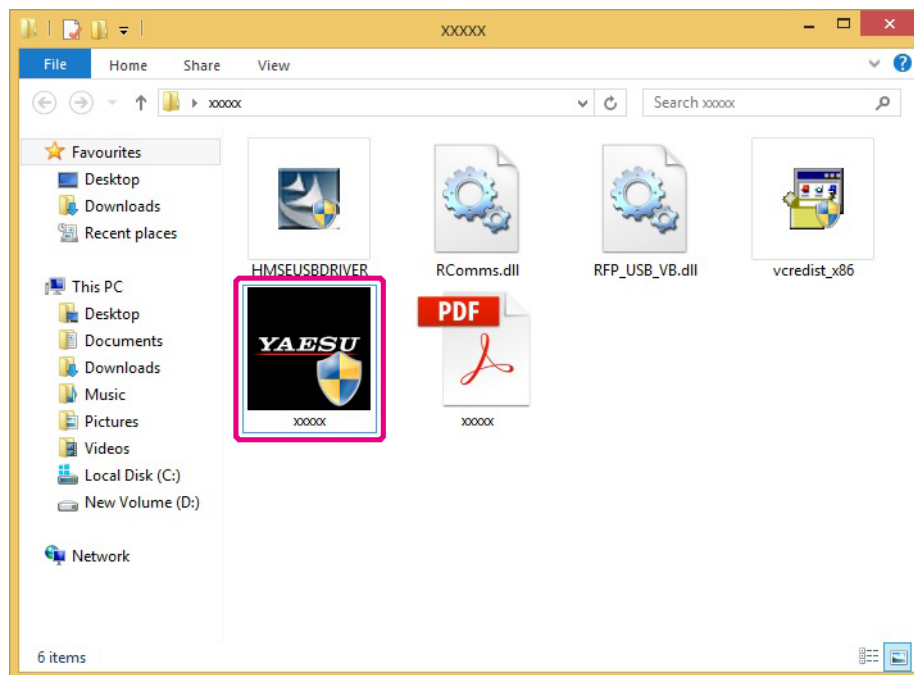 xxxxx
File Home Share View
xxxxx
Search xxxxx
Favourites
Desktop
Downloads
Recent places
This PC
Desktop
Documents
Downloads
Music
Pictures
Videos
Local Disk (C:)
New Volume (D:)
Network
HMSEUSBDRIVER
RComms.dll
RFP_USB_VB.dll
vcredist_x86
YAESU
xxxxx
PDF
xxxxx
6 items